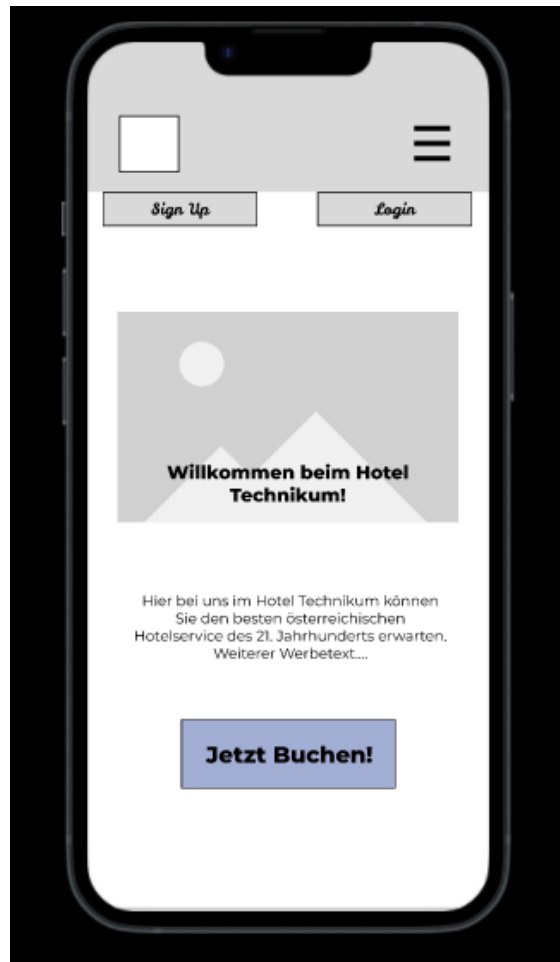 Sign Up
Login
Willkommen beim Hotel
Technikum!
Hier bei uns im Hotel Technikum können
Sie den besten österreichischen
Hotelservice des 21. Jahrhunderts erwarten.
Weiterer Werbetext....
Jetzt Buchen!